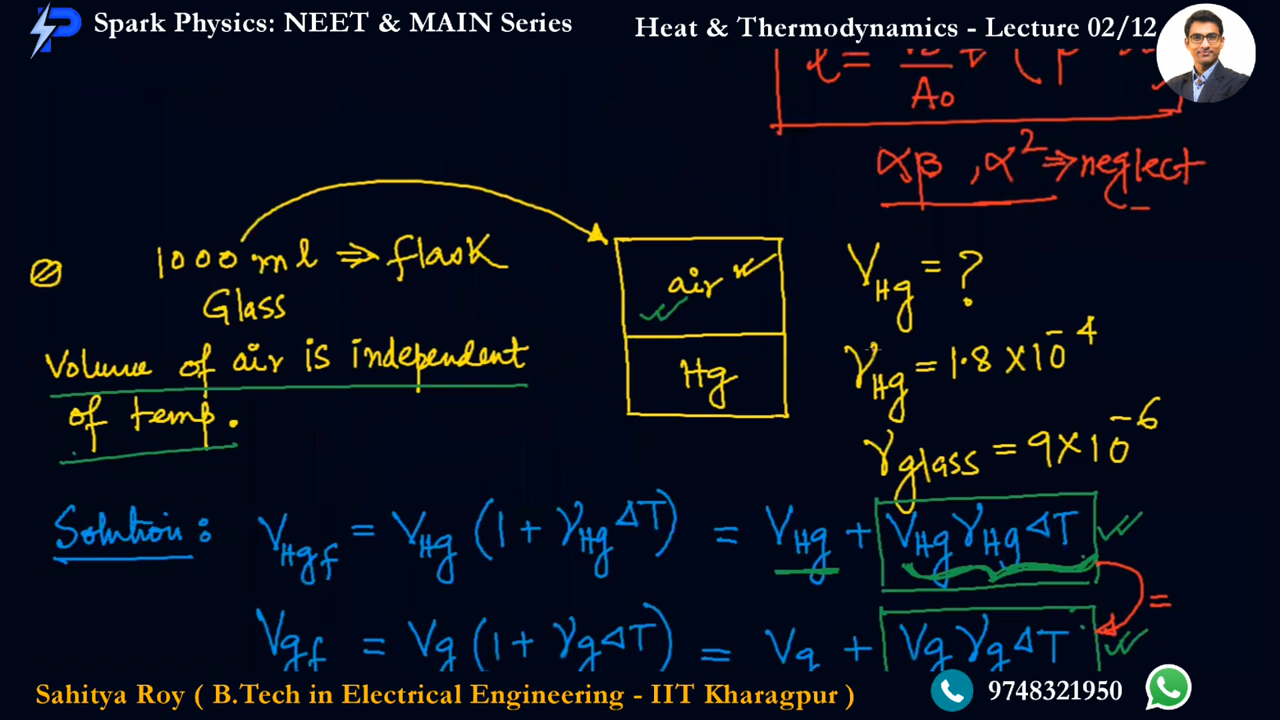 Spark Physics: NEET & MAIN Series
Heat & Thermodynamics - Lecture 02/12
A₀
αβ, α² ⇒ neglect
1000 ml ⇒ flask
Glass
Volume of air is independent
of temp.
air
Hg
V_Hg = ?
γ_Hg = 1.8 × 10⁻⁴
γ_glass = 9 × 10⁻⁶
Solution: V_Hgf = V_Hg (1 + γ_Hg ΔT) = V_Hg + V_Hg γ_Hg ΔT
=
V_gf = V_g (1 + γ_g ΔT) = V_g + V_g γ_g ΔT
Sahitya Roy ( B.Tech in Electrical Engineering - IIT Kharagpur )
9748321950